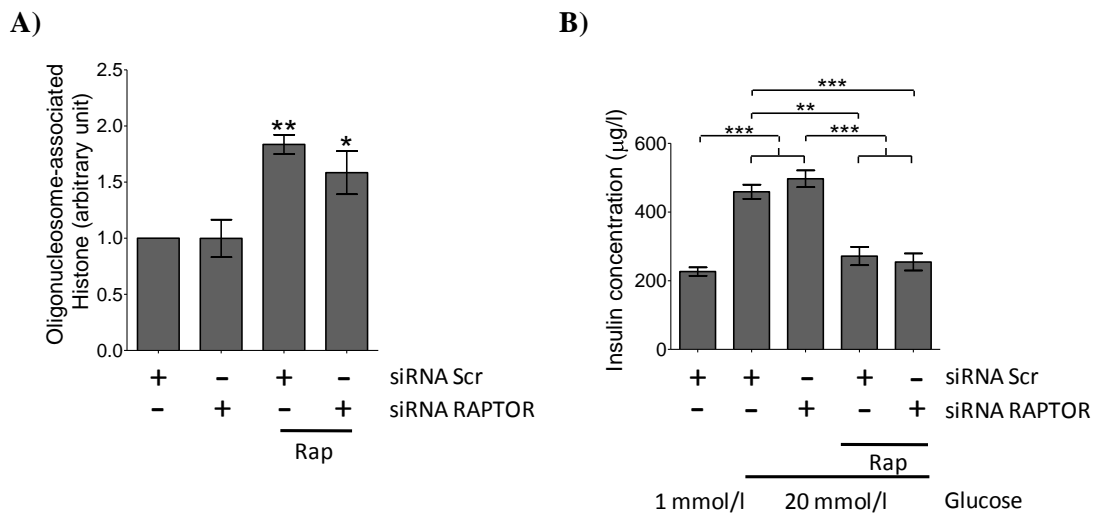 A)
Oligonucleosome-associated
Histone (arbitrary unit)
2.5
2.0
1.5
1.0
0.5
0.0
**
*
+ - + - siRNA Scr
- + - + siRNA RAPTOR
Rap
B)
Insulin concentration (µg/l)
600
400
200
0
***
**
*** ***
+ + - + - siRNA Scr
- - + - + siRNA RAPTOR
Rap
1 mmol/l 20 mmol/l Glucose